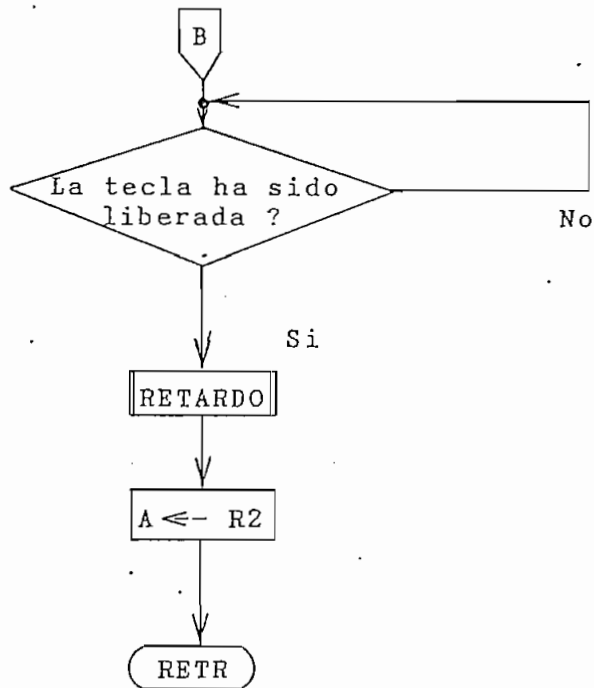 B
La tecla ha sido
liberada ?
No
Si
RETARDO
A <- R2
RETR